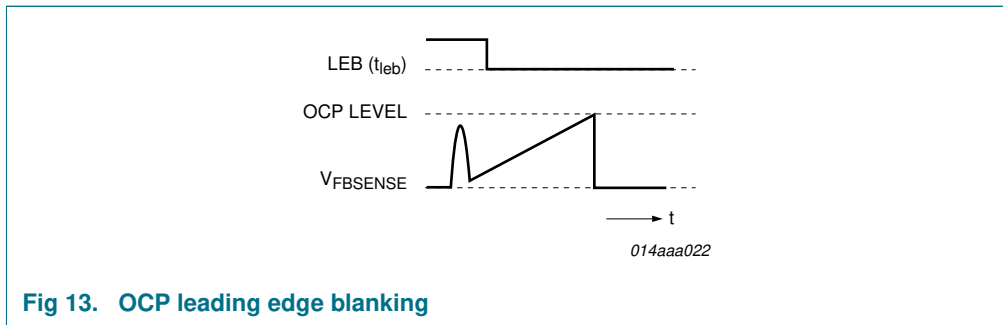 LEB (tleb)
OCP LEVEL
VFBSENSE
t
014aaa022
Fig 13. OCP leading edge blanking